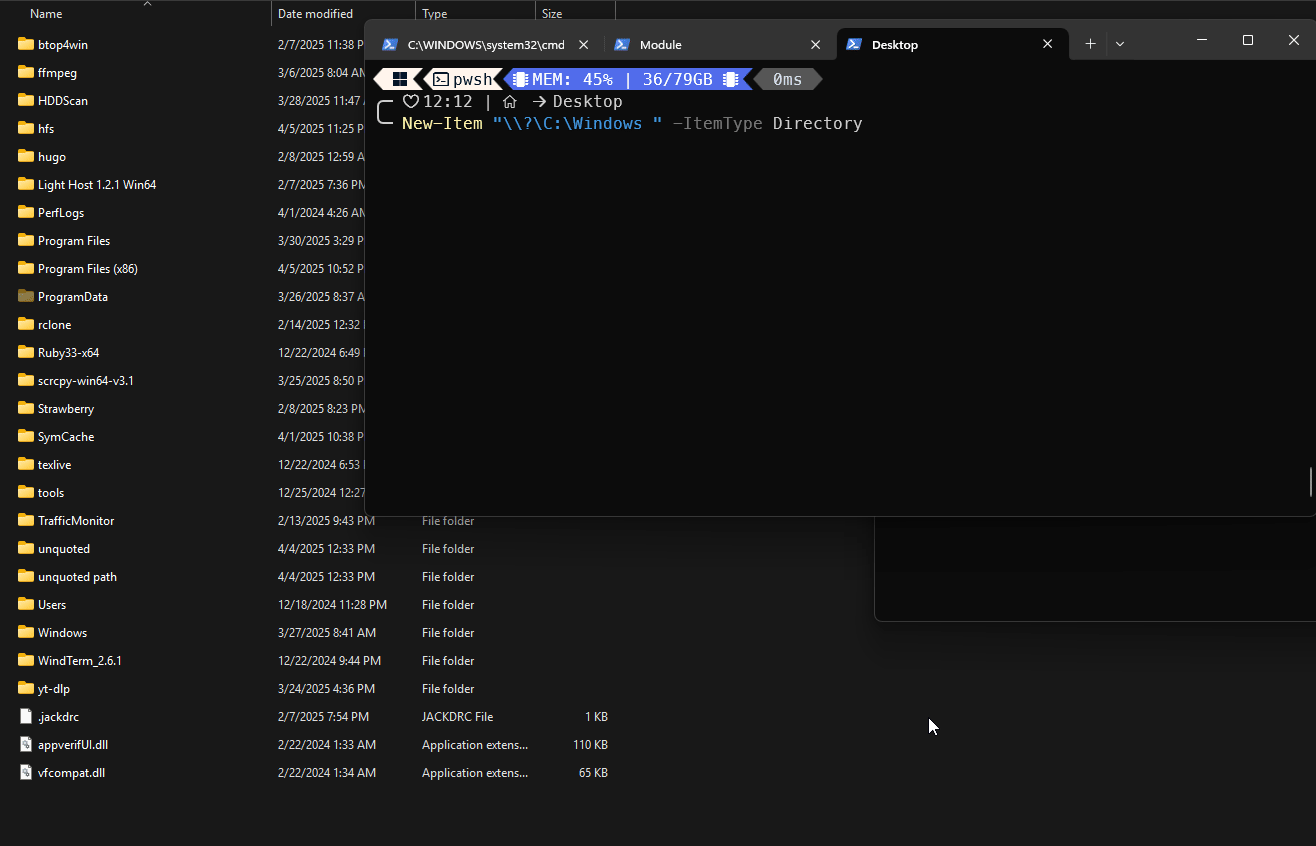 Name Date modified Type Size
C:\WINDOWS\system32\cmd Module Desktop
pwsh MEM: 45% | 36/79GB 0ms
12:12 | → Desktop
New-Item "\\?\C:\Windows " -ItemType Directory
btop4win 2/7/2025 11:38 P
ffmpeg 3/6/2025 8:04 AN
HDDScan 3/28/2025 11:47
hfs 4/5/2025 11:25 P
hugo 2/8/2025 12:59 A
Light Host 1.2.1 Win64 2/7/2025 7:36 PM
PerfLogs 4/1/2024 4:26 AN
Program Files 3/30/2025 3:29 P
Program Files (x86) 4/5/2025 10:52 P
ProgramData 3/26/2025 8:37 A
rclone 2/14/2025 12:32
Ruby33-x64 12/22/2024 6:49
scrcpy-win64-v3.1 3/25/2025 8:50 P
Strawberry 2/8/2025 8:23 PM
SymCache 4/1/2025 10:38 P
texlive 12/22/2024 6:53
tools 12/25/2024 12:27
TrafficMonitor 2/13/2025 9:43 PM File folder
unquoted 4/4/2025 12:33 PM File folder
unquoted path 4/4/2025 12:33 PM File folder
Users 12/18/2024 11:28 PM File folder
Windows 3/27/2025 8:41 AM File folder
WindTerm_2.6.1 12/22/2024 9:44 PM File folder
yt-dlp 3/24/2025 4:36 PM File folder
.jackdrc 2/7/2025 7:54 PM JACKDRC File 1 KB
appverifUI.dll 2/22/2024 1:33 AM Application extens... 110 KB
vfcompat.dll 2/22/2024 1:34 AM Application extens... 65 KB